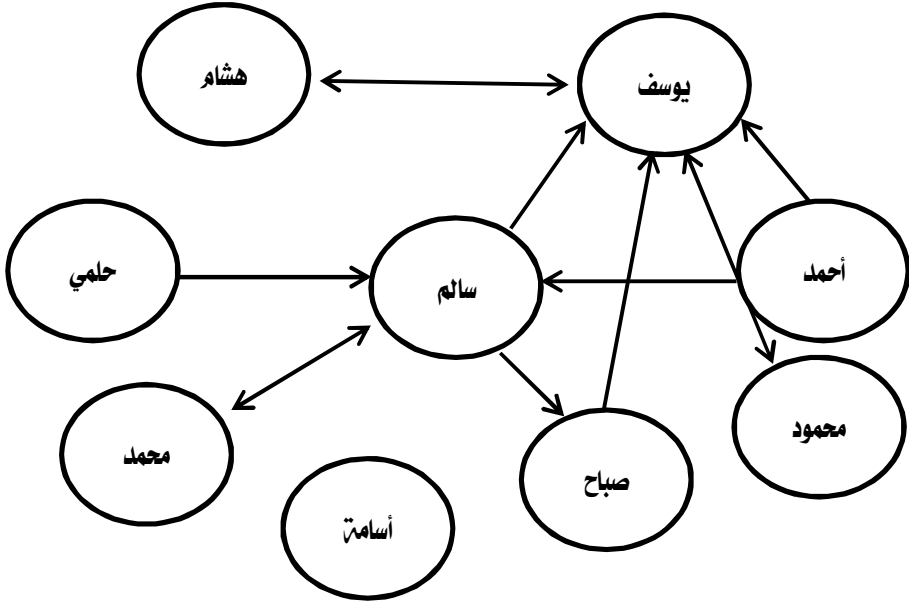 هشام
يوسف
حلمي
سالم
أحمد
محمد
محمود
صباح
أسامة